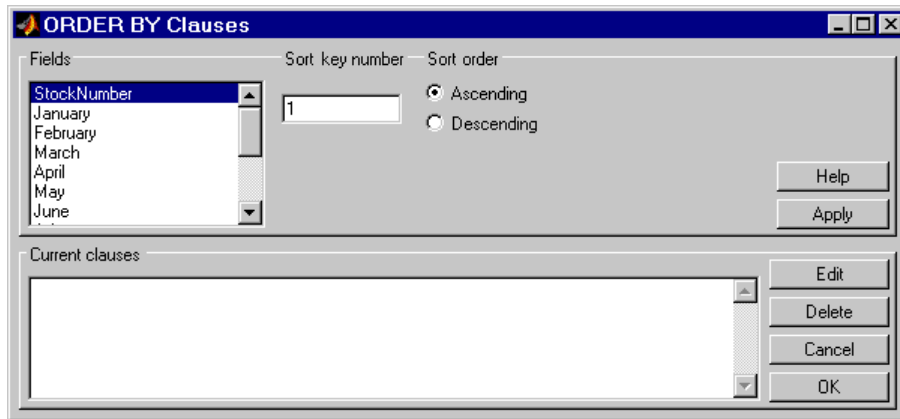 ORDER BY Clauses
Fields
Sort key number
Sort order
StockNumber
January
February
March
April
May
June
1
Ascending
Descending
Help
Apply
Current clauses
Edit
Delete
Cancel
OK